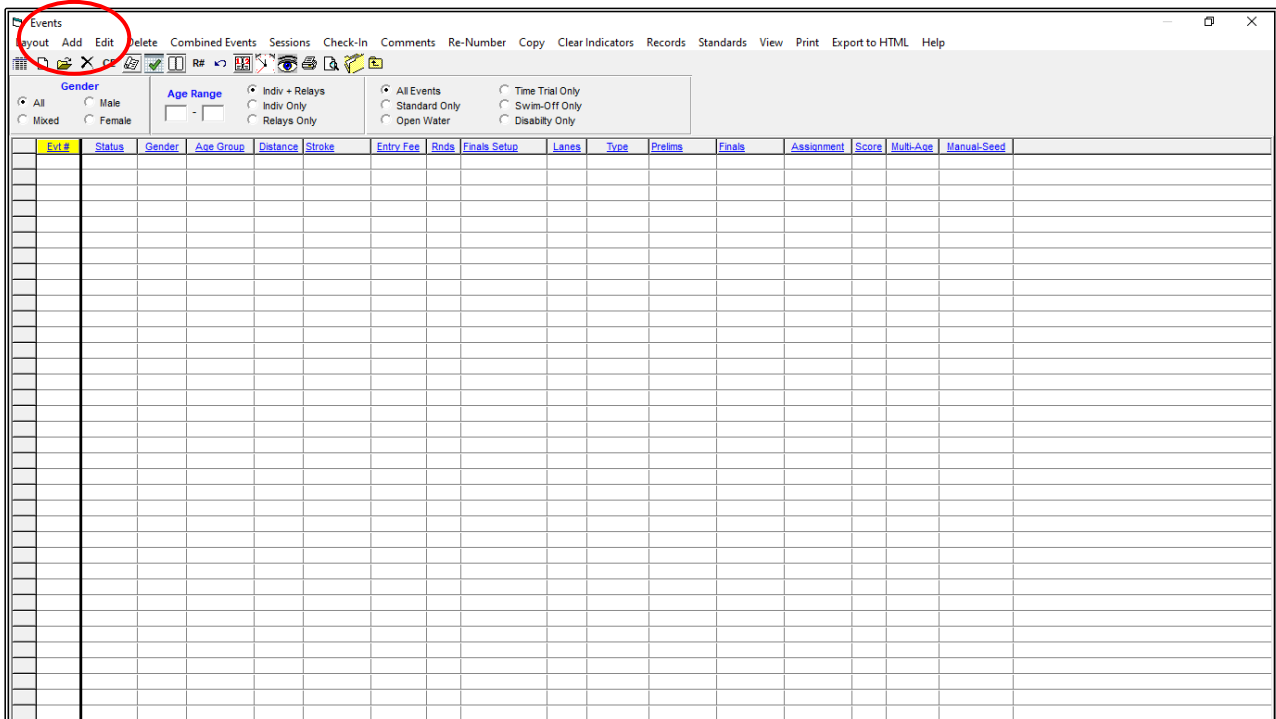 Events
Layout Add Edit Delete Combined Events Sessions Check-In Comments Re-Number Copy Clear Indicators Records Standards View Print Export to HTML Help
CE R#
Gender
All Male
Mixed Female
Age Range
-
Indiv + Relays
Indiv Only
Relays Only
All Events Time Trial Only
Standard Only Swim-Off Only
Open Water Disabilty Only
Evt # Status Gender Age Group Distance Stroke Entry Fee Rnds Finals Setup Lanes Type Prelims Finals Assignment Score Multi-Age Manual-Seed